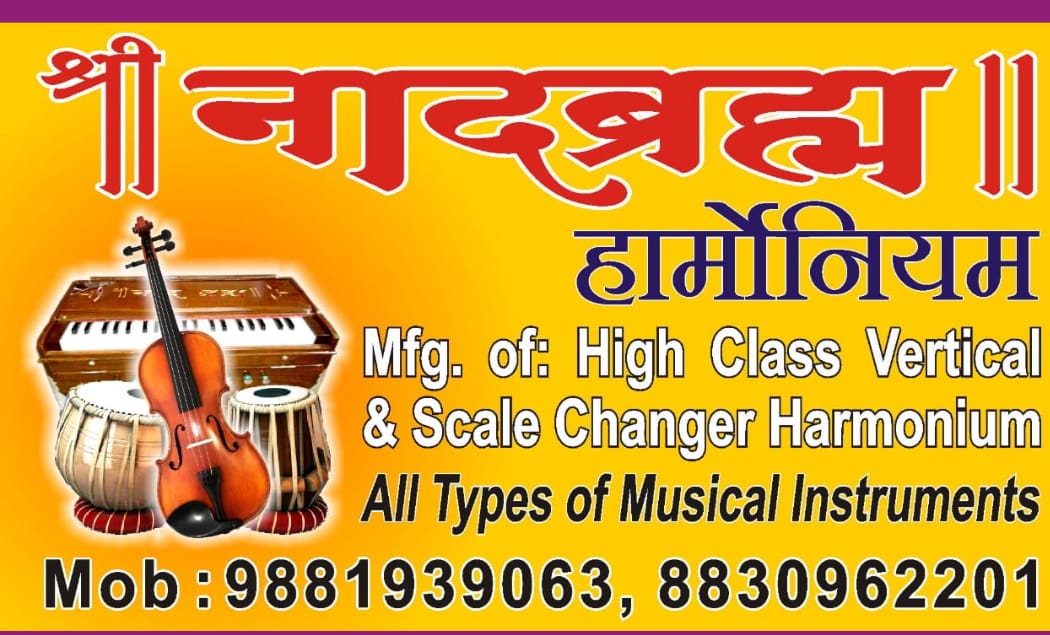 श्री नादब्रह्म ॥
हार्मोनियम
Mfg. of: High Class Vertical
& Scale Changer Harmonium
All Types of Musical Instruments
Mob : 9881939063, 8830962201